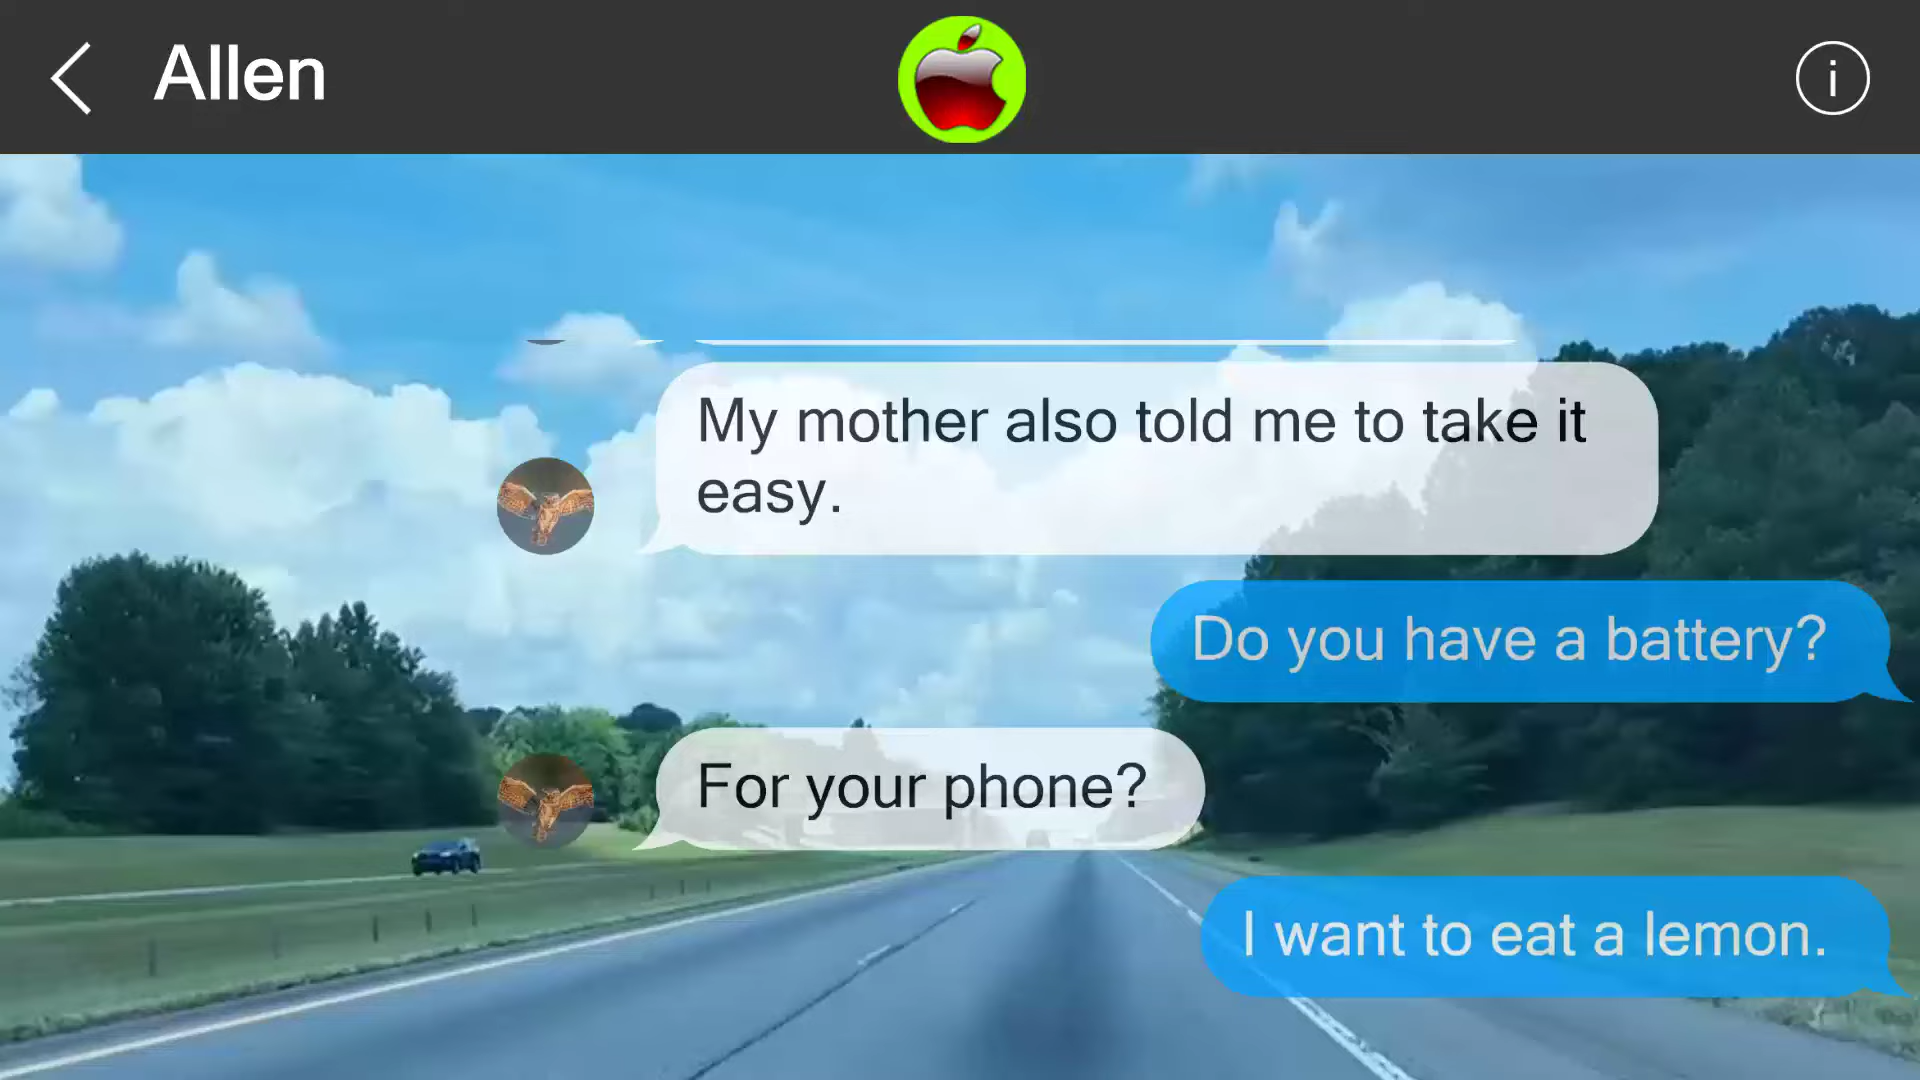 Allen
i
My mother also told me to take it
easy.
Do you have a battery?
For your phone?
I want to eat a lemon.